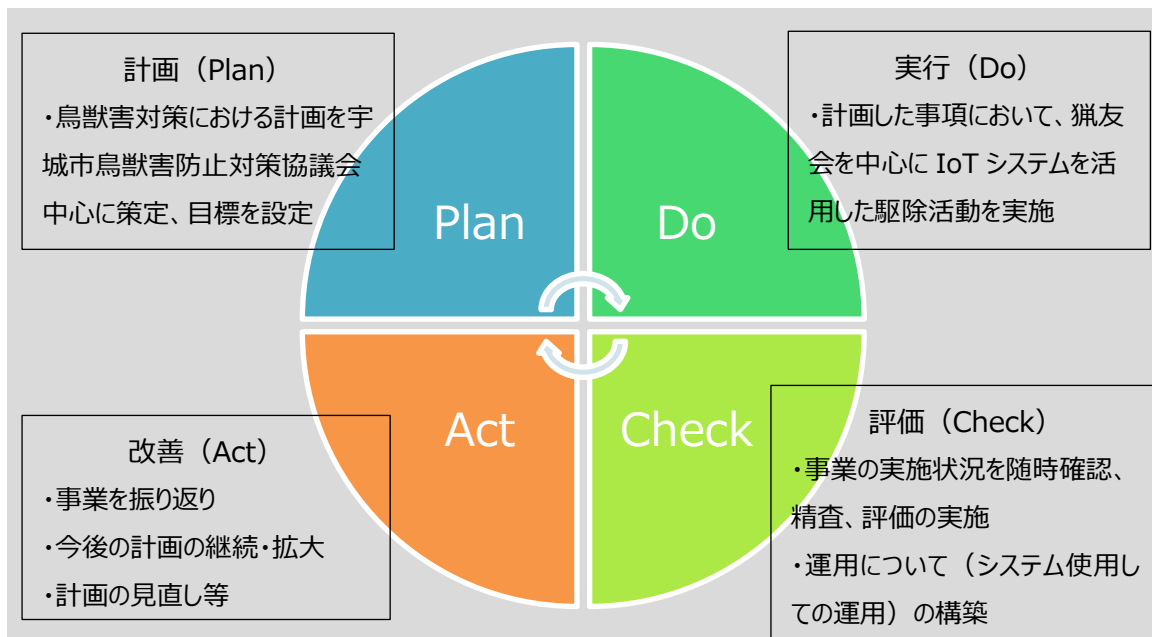 計画（Plan）
・鳥獣害対策における計画を宇
城市鳥獣害防止対策協議会
中心に策定、目標を設定
実行（Do）
・計画した事項において、猟友
会を中心に IoT システムを活
用した駆除活動を実施
Plan
Do
Act
Check
改善（Act）
・事業を振り返り
・今後の計画の継続・拡大
・計画の見直し等
評価（Check）
・事業の実施状況を随時確認、
精査、評価の実施
・運用について（システム使用し
ての運用）の構築